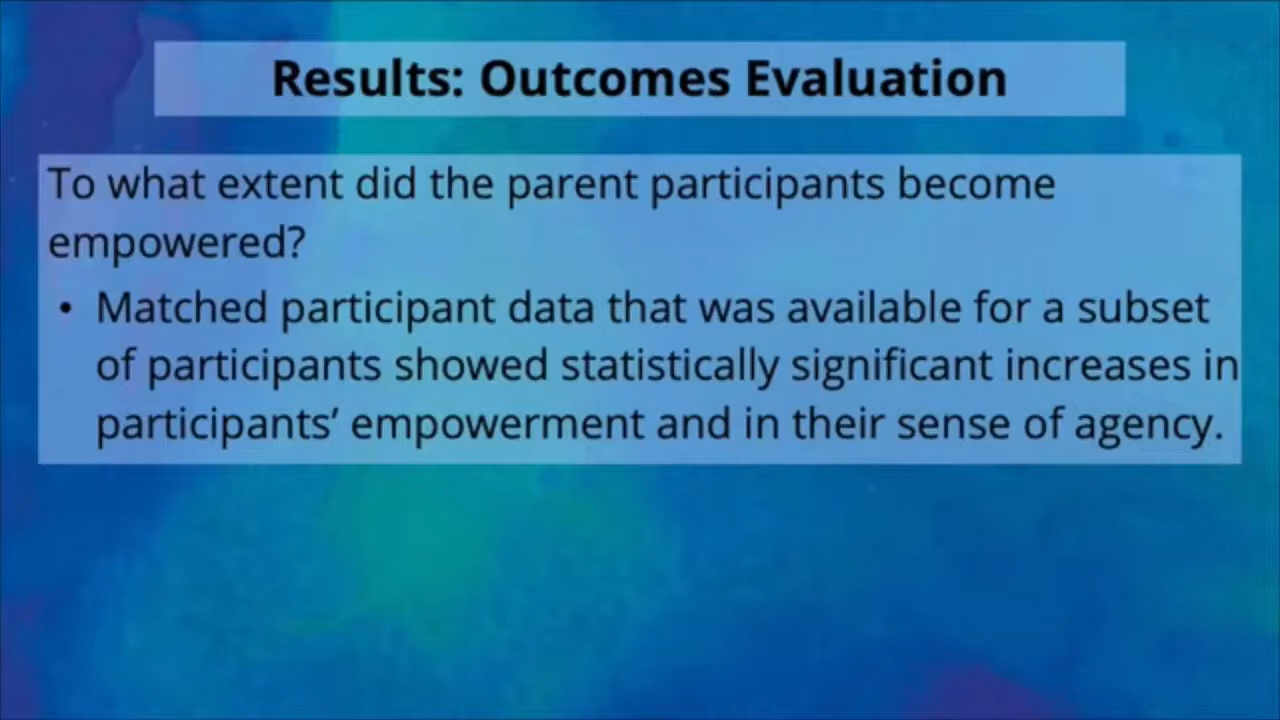 Results: Outcomes Evaluation
To what extent did the parent participants become
empowered?
• Matched participant data that was available for a subset
of participants showed statistically significant increases in
participants’ empowerment and in their sense of agency.